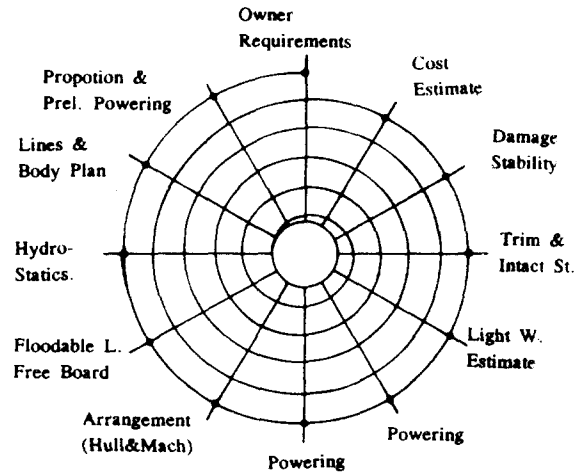 Owner
Requirements
Cost
Estimate
Damage
Stability
Trim &
Intact St.
Light W.
Estimate
Powering
Powering
Arrangement
(Hull&Mach)
Floodable L.
Free Board
Hydro-
Statics.
Lines &
Body Plan
Propotion &
Prel. Powering